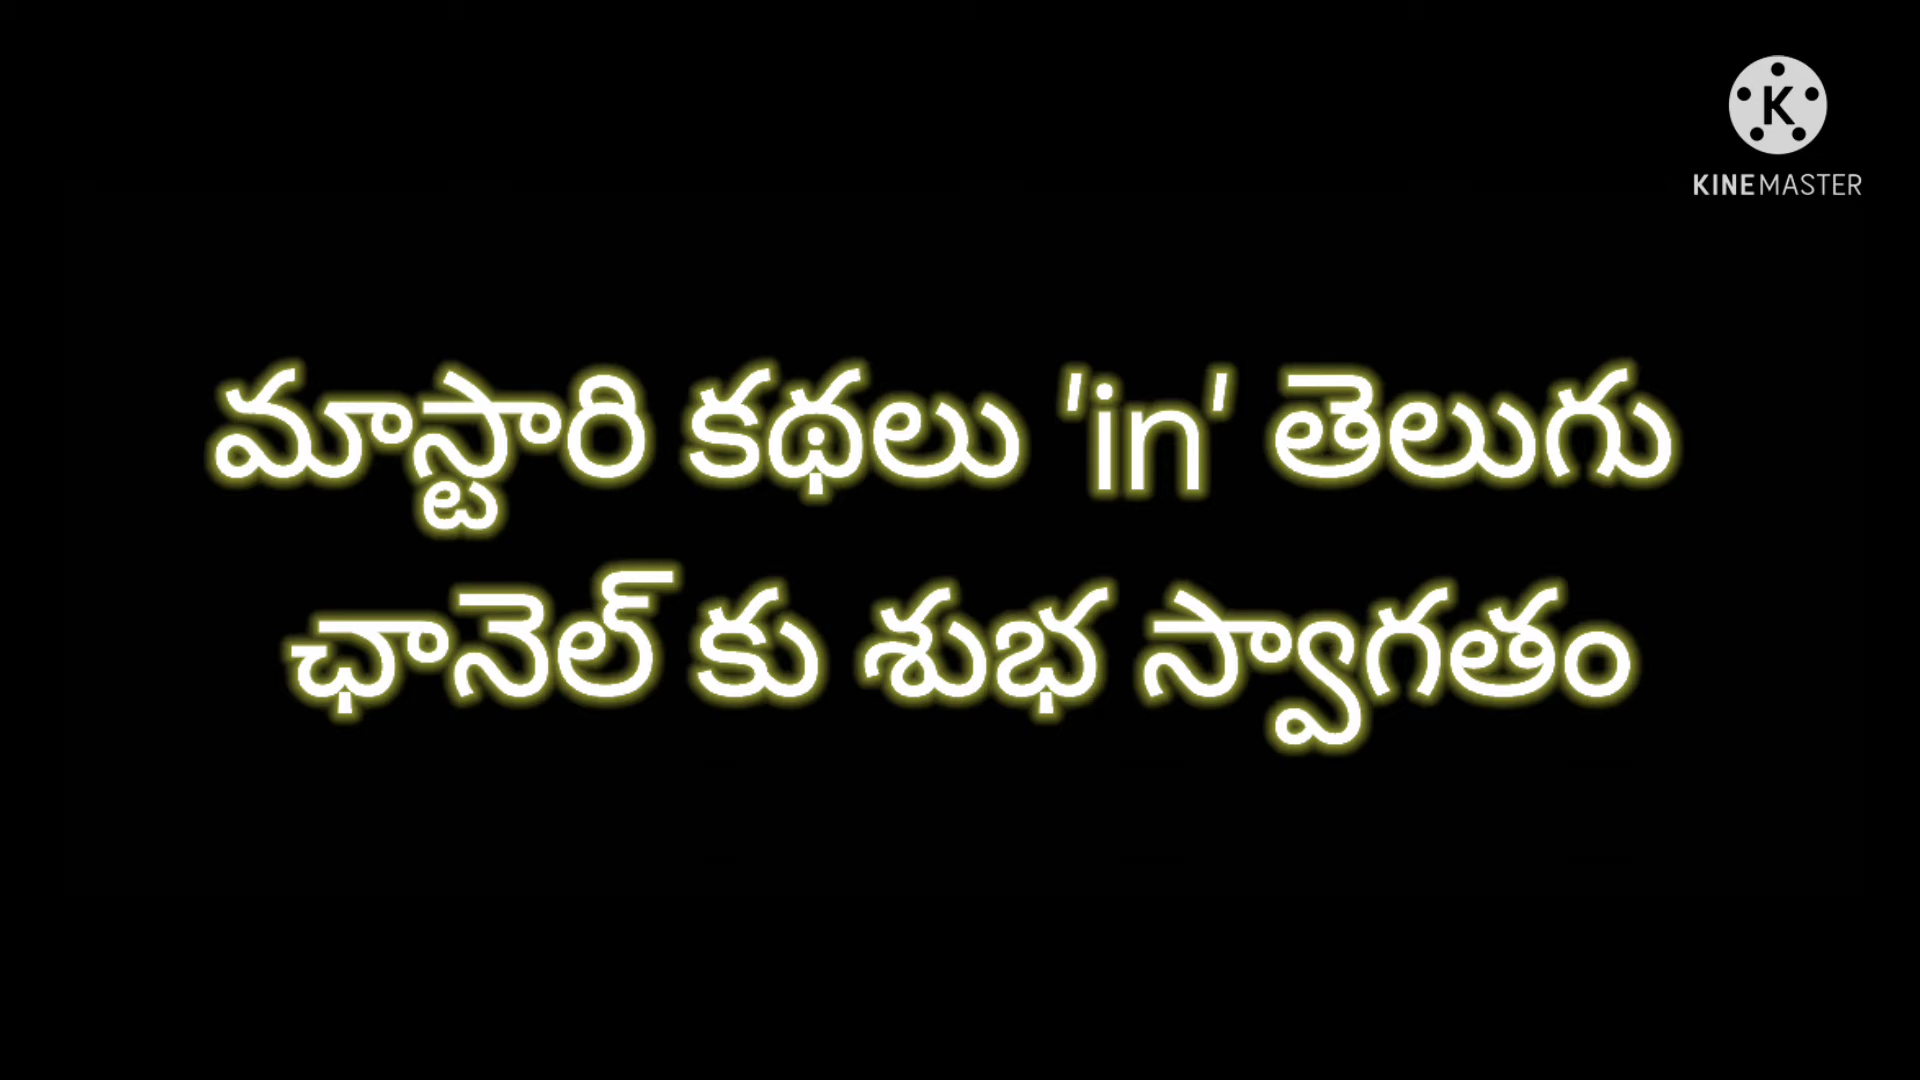 KINEMASTER
మాస్టారి కథలు 'in' తెలుగు
ఛానెల్ కు శుభ స్వాగతం